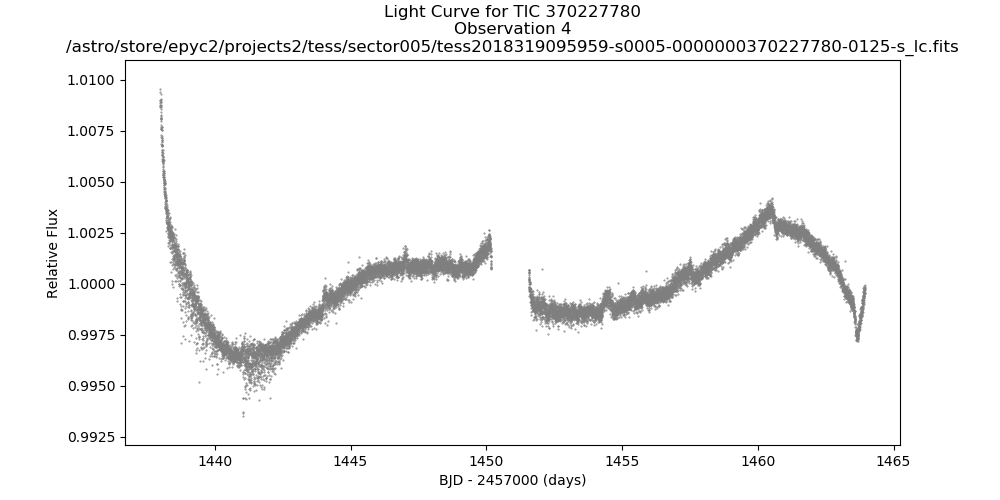 Light Curve for TIC 370227780
Observation 4
/astro/store/epyc2/projects2/tess/sector005/tess2018319095959-s0005-0000000370227780-0125-s_lc.fits
1.0100
1.0075
1.0050
1.0025
1.0000
0.9975
0.9950
0.9925
Relative Flux
1440 1445 1450 1455 1460 1465
BJD - 2457000 (days)